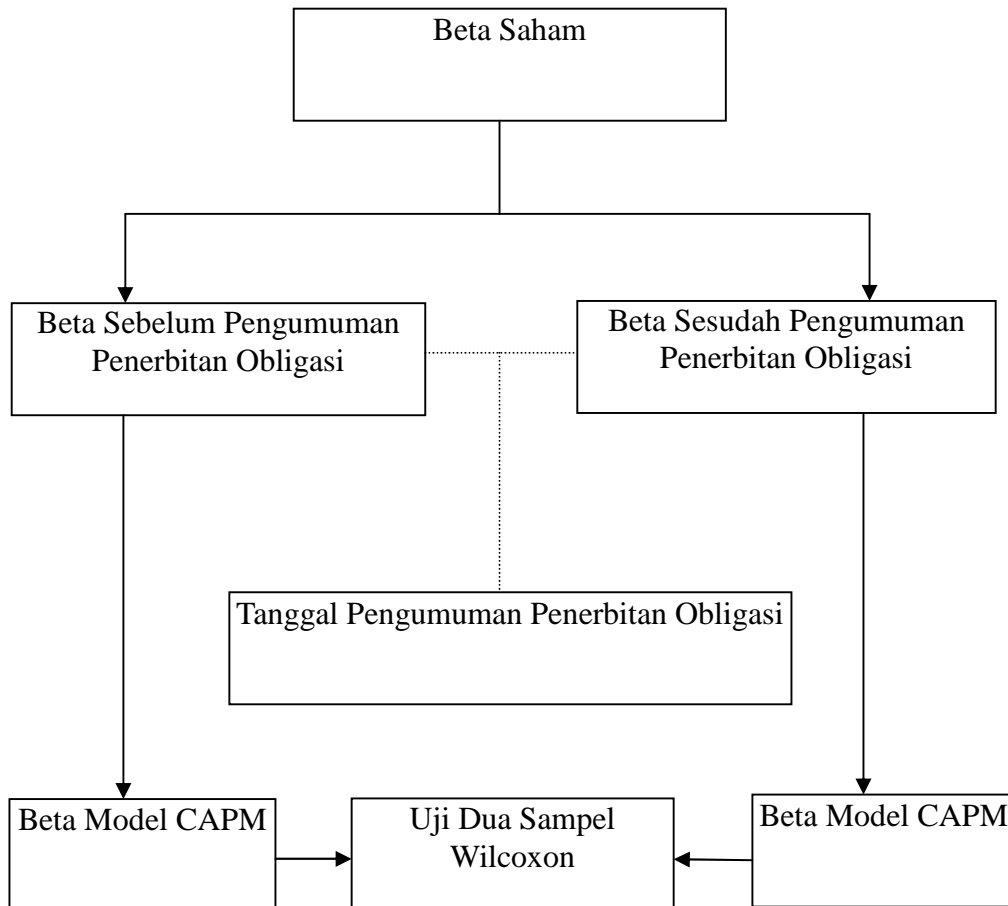 Beta Saham
Beta Sebelum Pengumuman
Penerbitan Obligasi
Beta Sesudah Pengumuman
Penerbitan Obligasi
Tanggal Pengumuman Penerbitan Obligasi
Beta Model CAPM
Uji Dua Sampel
Wilcoxon
Beta Model CAPM